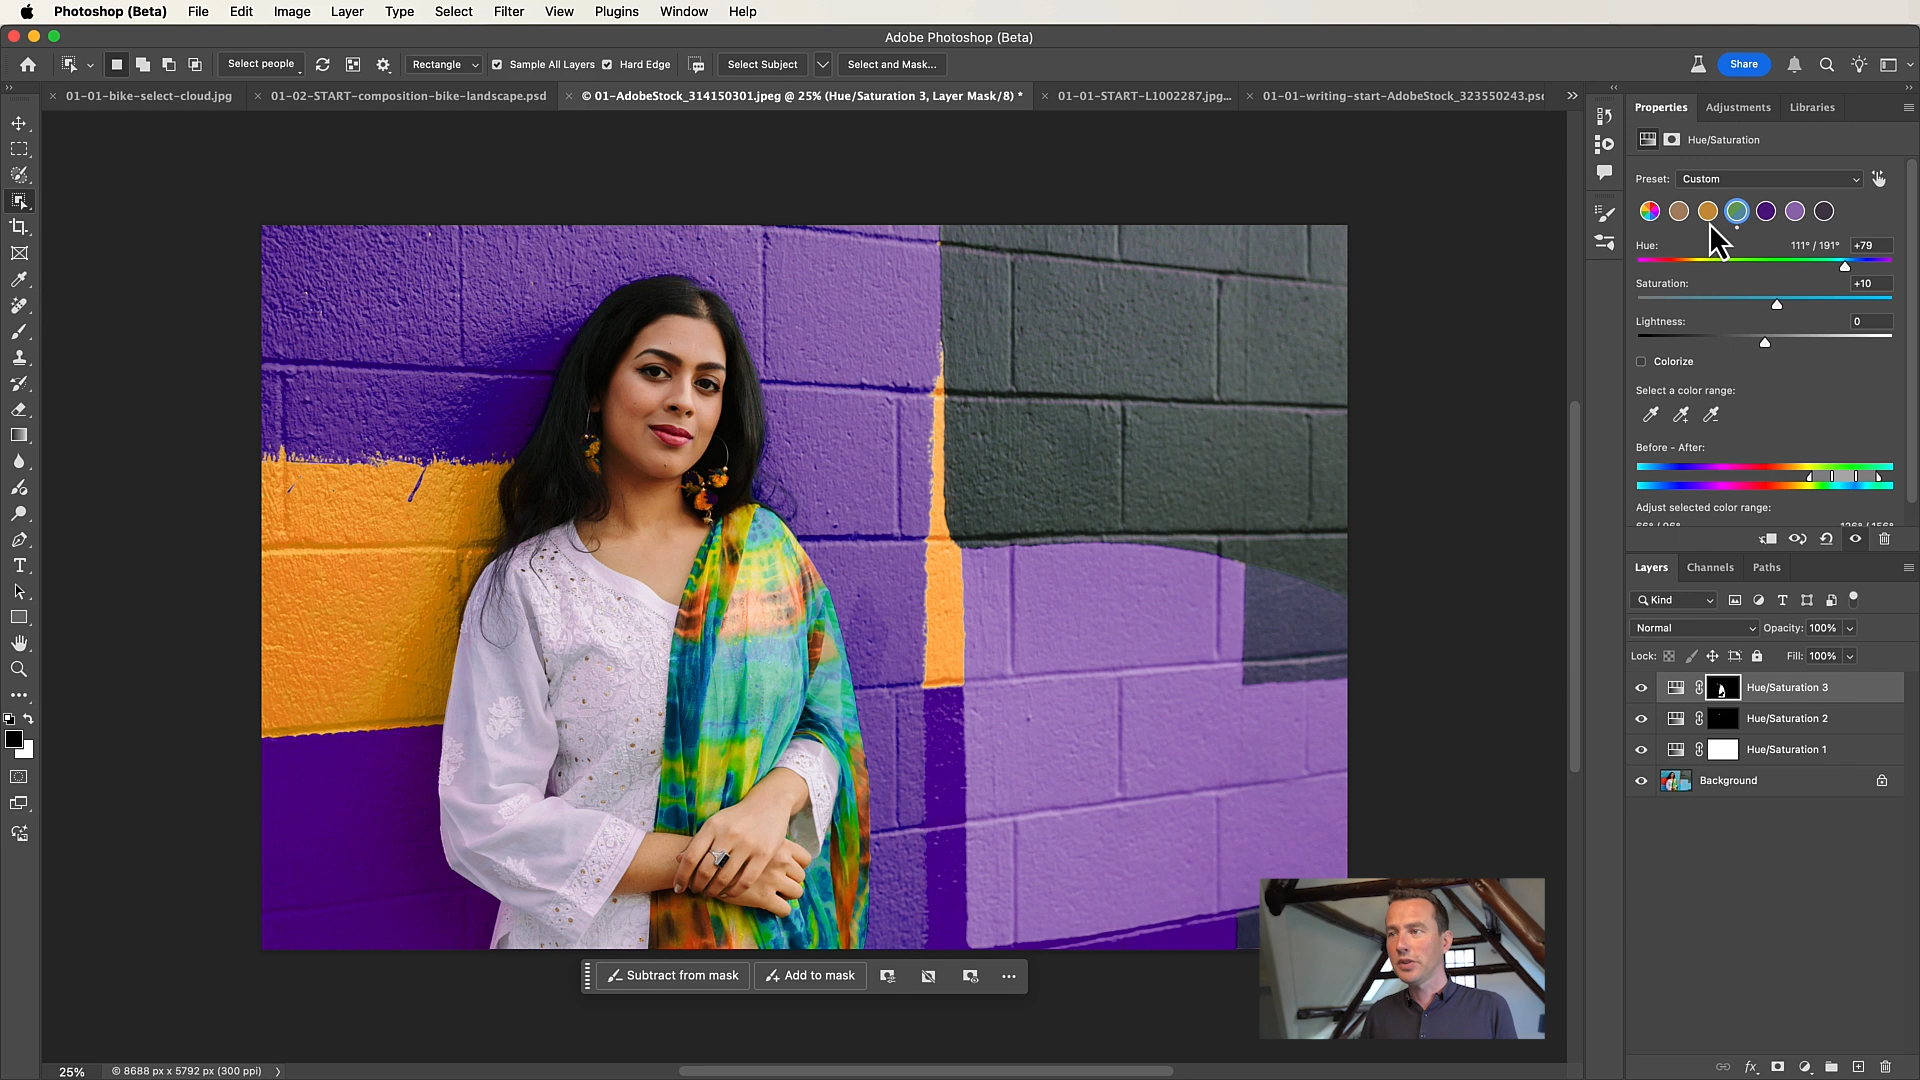 Photoshop (Beta) File Edit Image Layer Type Select Filter View Plugins Window Help
Adobe Photoshop (Beta)
Select people Rectangle Sample All Layers Hard Edge Select Subject Select and Mask... Share
01-01-bike-select-cloud.jpg 01-02-START-composition-bike-landscape.psd © 01-AdobeStock_314150301.jpeg @ 25% (Hue/Saturation 3, Layer Mask/8) * 01-01-START-L1002287.jpg... 01-01-writing-start-AdobeStock_323550243.psd
Properties Adjustments Libraries
Hue/Saturation
Preset: Custom
Hue: 111° / 191° +79
Saturation: +10
Lightness: 0
Colorize
Select a color range:
Before - After:
Adjust selected color range:
Layers Channels Paths
Kind
Normal Opacity: 100%
Lock: Fill: 100%
Hue/Saturation 3
Hue/Saturation 2
Hue/Saturation 1
Background
Subtract from mask Add to mask
25% © 8688 px x 5792 px (300 ppi)
fx